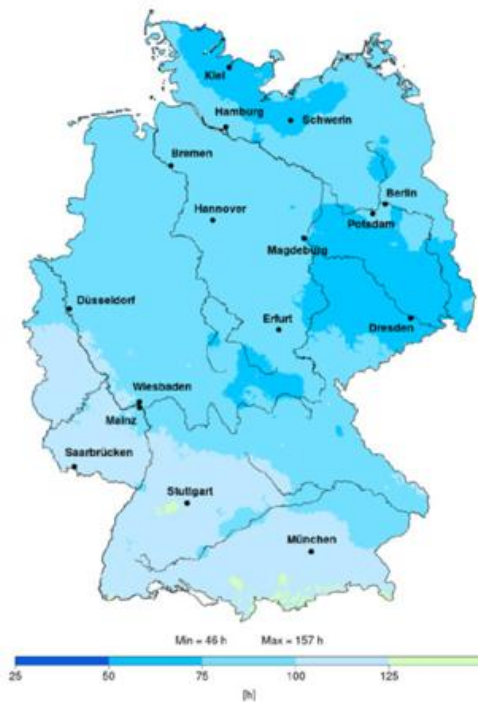 Kiel
Hamburg
Schwerin
Bremen
Berlin
Hannover
Potsdam
Magdeburg
Düsseldorf
Erfurt
Dresden
Wiesbaden
Mainz
Saarbrücken
Stuttgart
München
Min = 46 h Max = 157 h
25 50 75 100 125
[h]